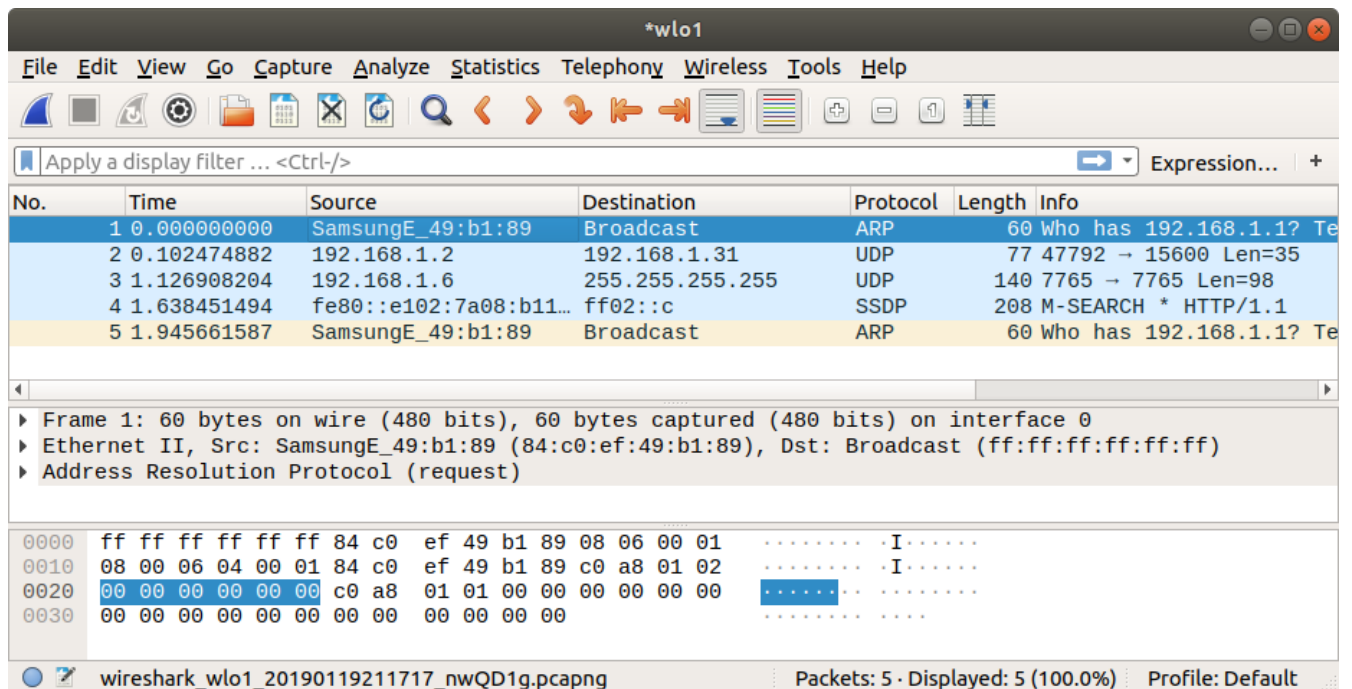 *wlo1
File Edit View Go Capture Analyze Statistics Telephony Wireless Tools Help
Apply a display filter ... <Ctrl-/> Expression... +
No. Time Source Destination Protocol Length Info
1 0.000000000 SamsungE_49:b1:89 Broadcast ARP 60 Who has 192.168.1.1? Te
2 0.102474882 192.168.1.2 192.168.1.31 UDP 77 47792 → 15600 Len=35
3 1.126908204 192.168.1.6 255.255.255.255 UDP 140 7765 → 7765 Len=98
4 1.638451494 fe80::e102:7a08:b11… ff02::c SSDP 208 M-SEARCH * HTTP/1.1
5 1.945661587 SamsungE_49:b1:89 Broadcast ARP 60 Who has 192.168.1.1? Te
Frame 1: 60 bytes on wire (480 bits), 60 bytes captured (480 bits) on interface 0
Ethernet II, Src: SamsungE_49:b1:89 (84:c0:ef:49:b1:89), Dst: Broadcast (ff:ff:ff:ff:ff:ff)
Address Resolution Protocol (request)
0000 ff ff ff ff ff ff 84 c0 ef 49 b1 89 08 06 00 01 ········ ·I······
0010 08 00 06 04 00 01 84 c0 ef 49 b1 89 c0 a8 01 02 ········ ·I······
0020 00 00 00 00 00 00 c0 a8 01 01 00 00 00 00 00 00 ········ ········
0030 00 00 00 00 00 00 00 00 00 00 00 00 ········ ····
wireshark_wlo1_20190119211717_nwQD1g.pcapng Packets: 5 · Displayed: 5 (100.0%) Profile: Default